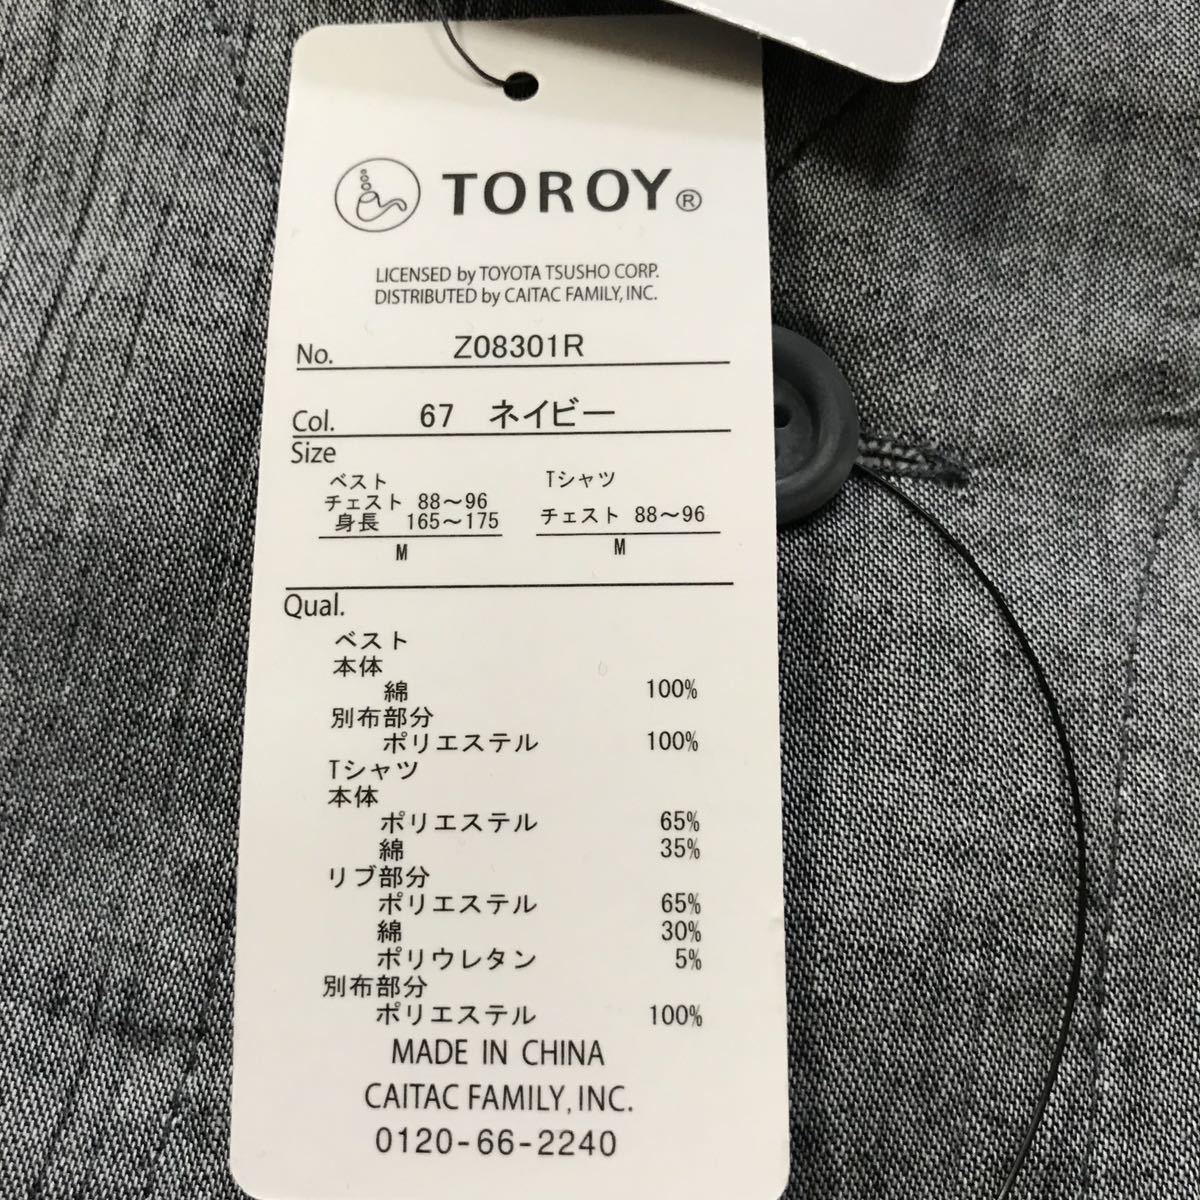 TOROY®
LICENSED by TOYOTA TSUSHO CORP.
DISTRIBUTED by CAITAC FAMILY, INC.
No. Z08301R
Col. 67 ネイビー
Size
ベスト Tシャツ
チェスト 88～96
身長 165～175 チェスト 88～96
M M
Qual.
ベスト
本体
綿 100%
別布部分
ポリエステル 100%
Tシャツ
本体
ポリエステル 65%
綿 35%
リブ部分
ポリエステル 65%
綿 30%
ポリウレタン 5%
別布部分
ポリエステル 100%
MADE IN CHINA
CAITAC FAMILY, INC.
0120-66-2240